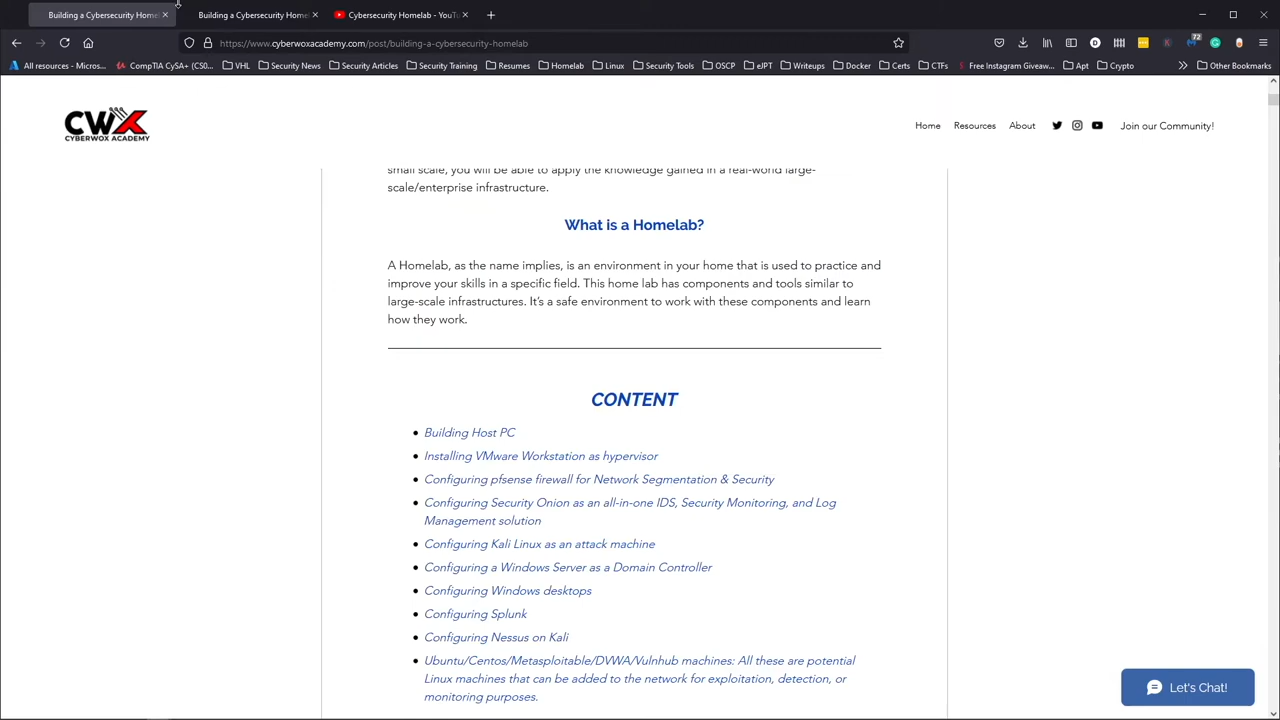 Building a Cybersecurity Homel
Building a Cybersecurity Homel
Cybersecurity Homelab - YouTu
https://www.cyberwoxacademy.com/post/building-a-cybersecurity-homelab
72
All resources - Micros...
CompTIA CySA+ (CS0...
VHL
Security News
Security Articles
Security Training
Resumes
Homelab
Linux
Security Tools
OSCP
eJPT
Writeups
Docker
Certs
CTFs
Free Instagram Giveaw...
Apt
Crypto
Other Bookmarks
CWX
CYBERWOX ACADEMY
Home
Resources
About
Join our Community!
small scale, you will be able to apply the knowledge gained in a real-world large-
scale/enterprise infrastructure.
What is a Homelab?
A Homelab, as the name implies, is an environment in your home that is used to practice and
improve your skills in a specific field. This home lab has components and tools similar to
large-scale infrastructures. It's a safe environment to work with these components and learn
how they work.
CONTENT
Building Host PC
Installing VMware Workstation as hypervisor
Configuring pfsense firewall for Network Segmentation & Security
Configuring Security Onion as an all-in-one IDS, Security Monitoring, and Log
Management solution
Configuring Kali Linux as an attack machine
Configuring a Windows Server as a Domain Controller
Configuring Windows desktops
Configuring Splunk
Configuring Nessus on Kali
Ubuntu/Centos/Metasploitable/DVWA/Vulnhub machines: All these are potential
Linux machines that can be added to the network for exploitation, detection, or
monitoring purposes.
Let's Chat!